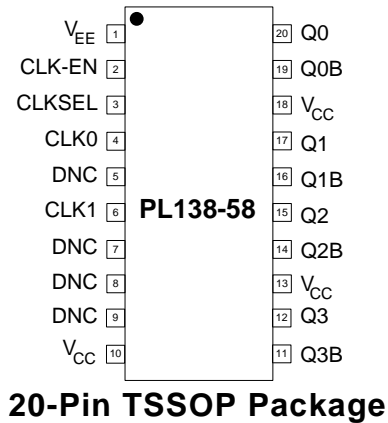 VEE 1 20 Q0
CLK-EN 2 19 Q0B
CLKSEL 3 18 VCC
CLK0 4 17 Q1
DNC 5 16 Q1B
PL138-58
CLK1 6 15 Q2
DNC 7 14 Q2B
DNC 8 13 VCC
DNC 9 12 Q3
VCC 10 11 Q3B
20-Pin TSSOP Package